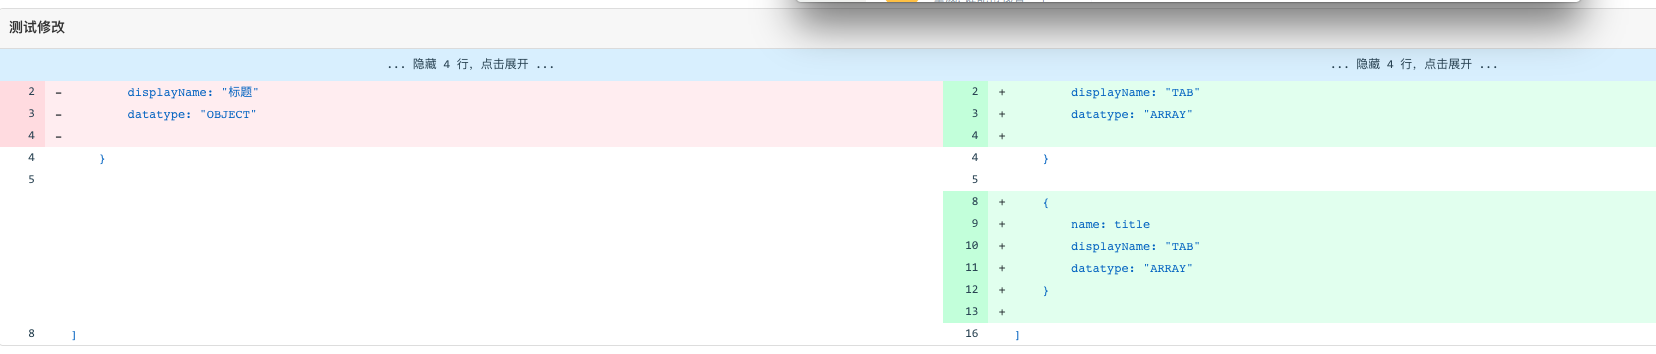 测试修改
... 隐藏 4 行, 点击展开 ...
... 隐藏 4 行, 点击展开 ...
2 - displayName: "标题"
2 + displayName: "TAB"
3 - datatype: "OBJECT"
3 + datatype: "ARRAY"
4 -
4 +
4 }
4 }
5
5
8 + {
9 + name: title
10 + displayName: "TAB"
11 + datatype: "ARRAY"
12 + }
13 +
8 ]
16 ]